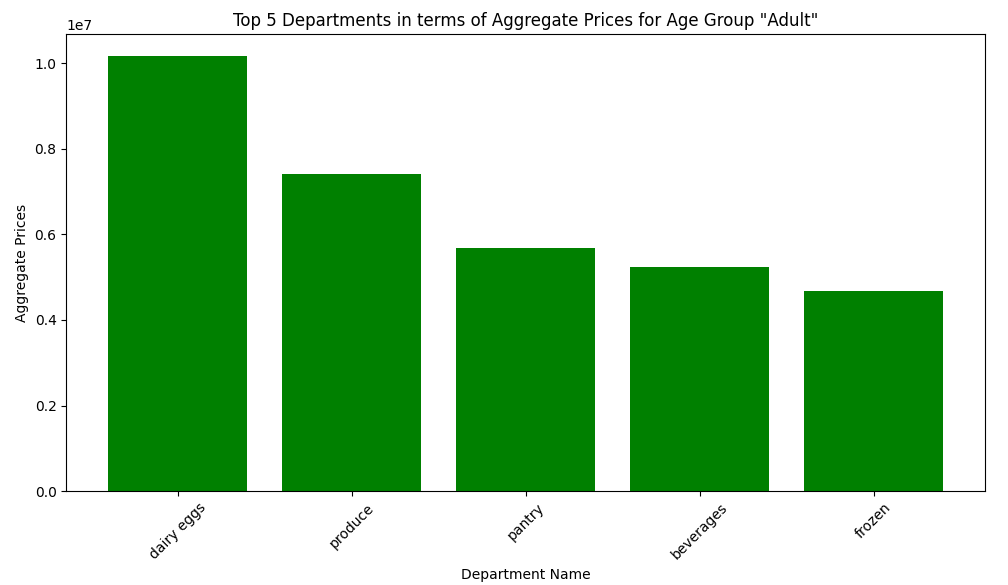 Top 5 Departments in terms of Aggregate Prices for Age Group "Adult"
1e7
1.0
0.8
0.6
0.4
0.2
0.0
Aggregate Prices
dairy eggs
produce
pantry
beverages
frozen
Department Name